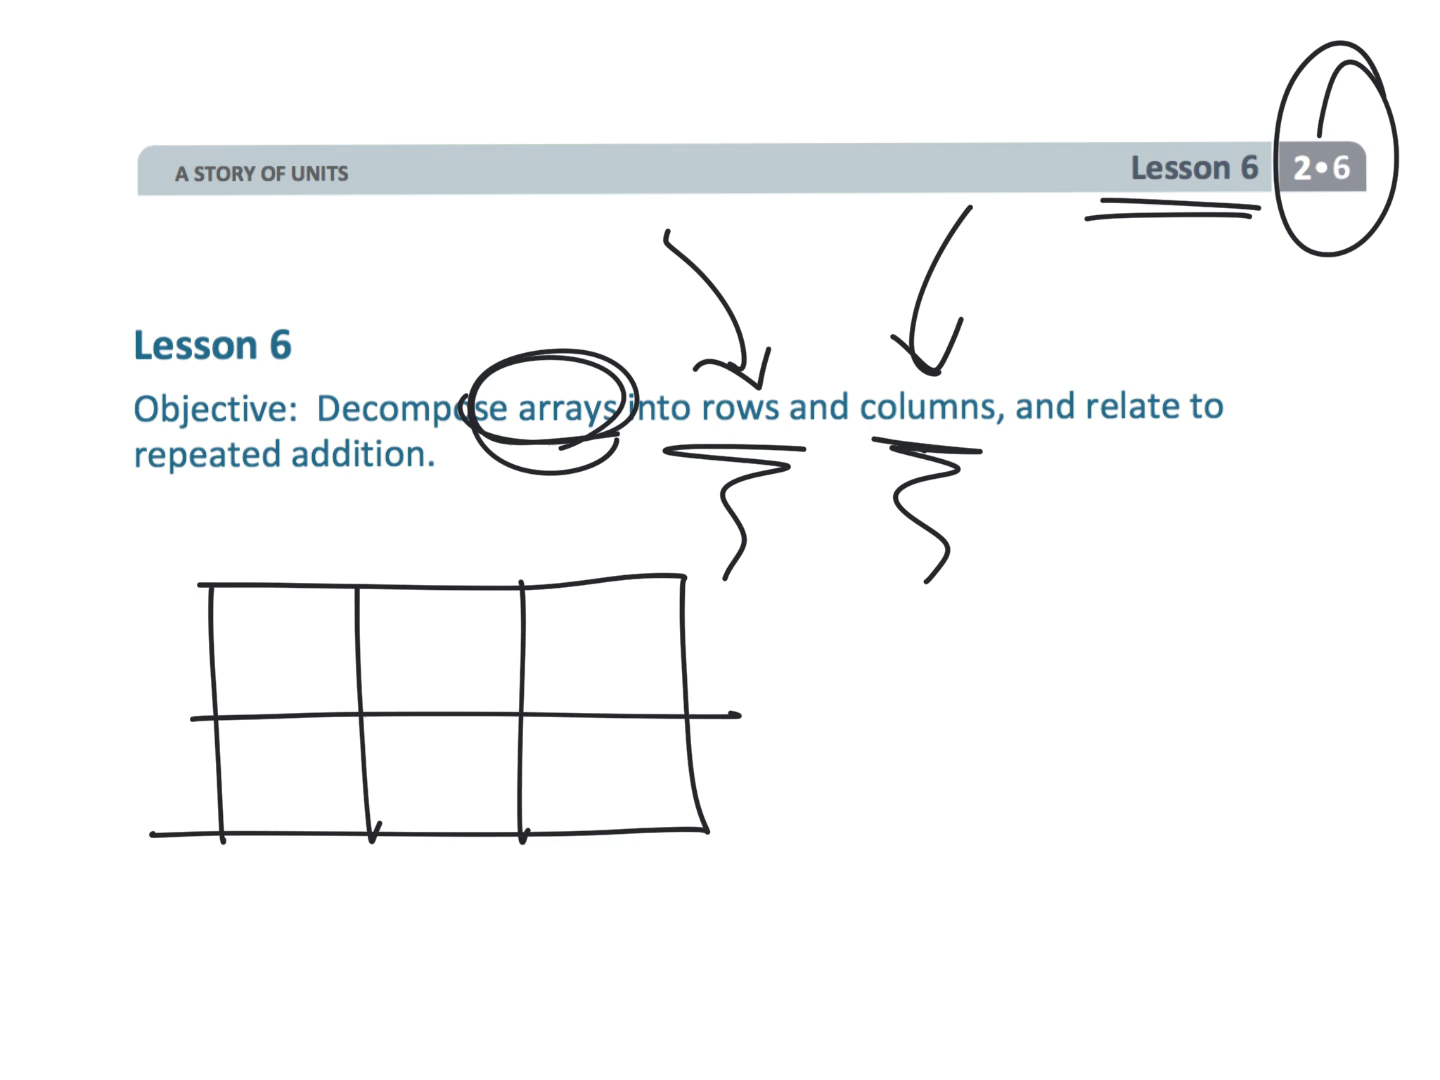 A STORY OF UNITS
Lesson 6 2•6
Lesson 6
Objective: Decompose arrays into rows and columns, and relate to
repeated addition.